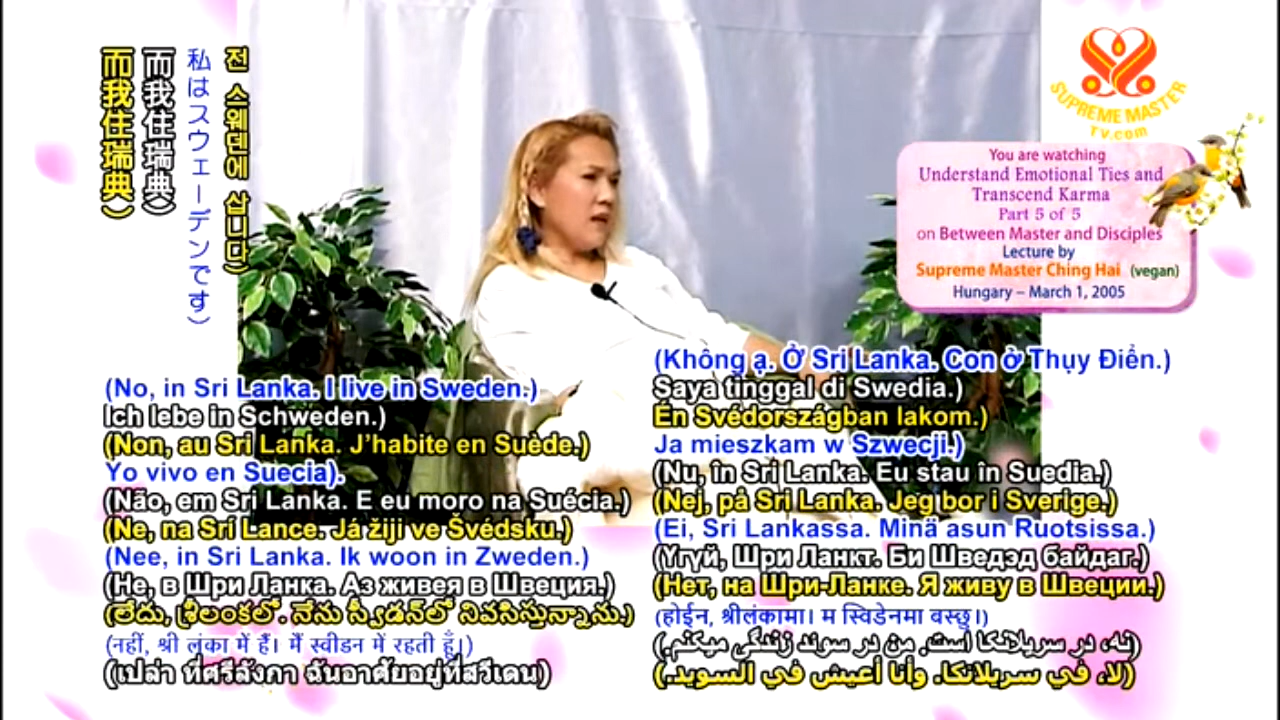 而我住瑞典)
而我住瑞典)
私はスウェーデンです)
전 스웨덴에 삽니다)
SUPREME MASTER
TV.com
You are watching
Understand Emotional Ties and
Transcend Karma
Part 5 of 5
on Between Master and Disciples
Lecture by
Supreme Master Ching Hai (vegan)
Hungary – March 1, 2005
(No, in Sri Lanka. I live in Sweden.)
Ich lebe in Schweden.)
(Non, au Sri Lanka. J'habite en Suède.)
Yo vivo en Suecia).
(Não, em Sri Lanka. E eu moro na Suécia.)
(Ne, na Srí Lance. Já žiji ve Švédsku.)
(Nee, in Sri Lanka. Ik woon in Zweden.)
(Не, в Шри Ланка. Аз живея в Швеция.)
(లేదు, శ్రీలంకలో. నేను స్వీడన్‌లో నివసిస్తున్నాను.)
(नहीं, श्री लंका में हैं। मैं स्वीडन में रहती हूँ।)
(เปล่า ที่ศรีลังกา ฉันอาศัยอยู่ที่สวีเดน)
(Không ạ. Ở Sri Lanka. Con ở Thụy Điển.)
Saya tinggal di Swedia.)
Én Svédországban lakom.)
Ja mieszkam w Szwecji.)
(Nu, în Sri Lanka. Eu stau în Suedia.)
(Nej, på Sri Lanka. Jeg bor i Sverige.)
(Ei, Sri Lankassa. Minä asun Ruotsissa.)
(Үгүй, Шри Ланкт. Би Шведэд байдаг.)
(Нет, на Шри-Ланке. Я живу в Швеции.)
(होईन, श्रीलंकामा। म स्विडेनमा बस्छु।)
(نه، در سریلانکا است. من در سوئد زندگی میکنم.)
(لا، في سريلانكا. وأنا أعيش في السويد.)